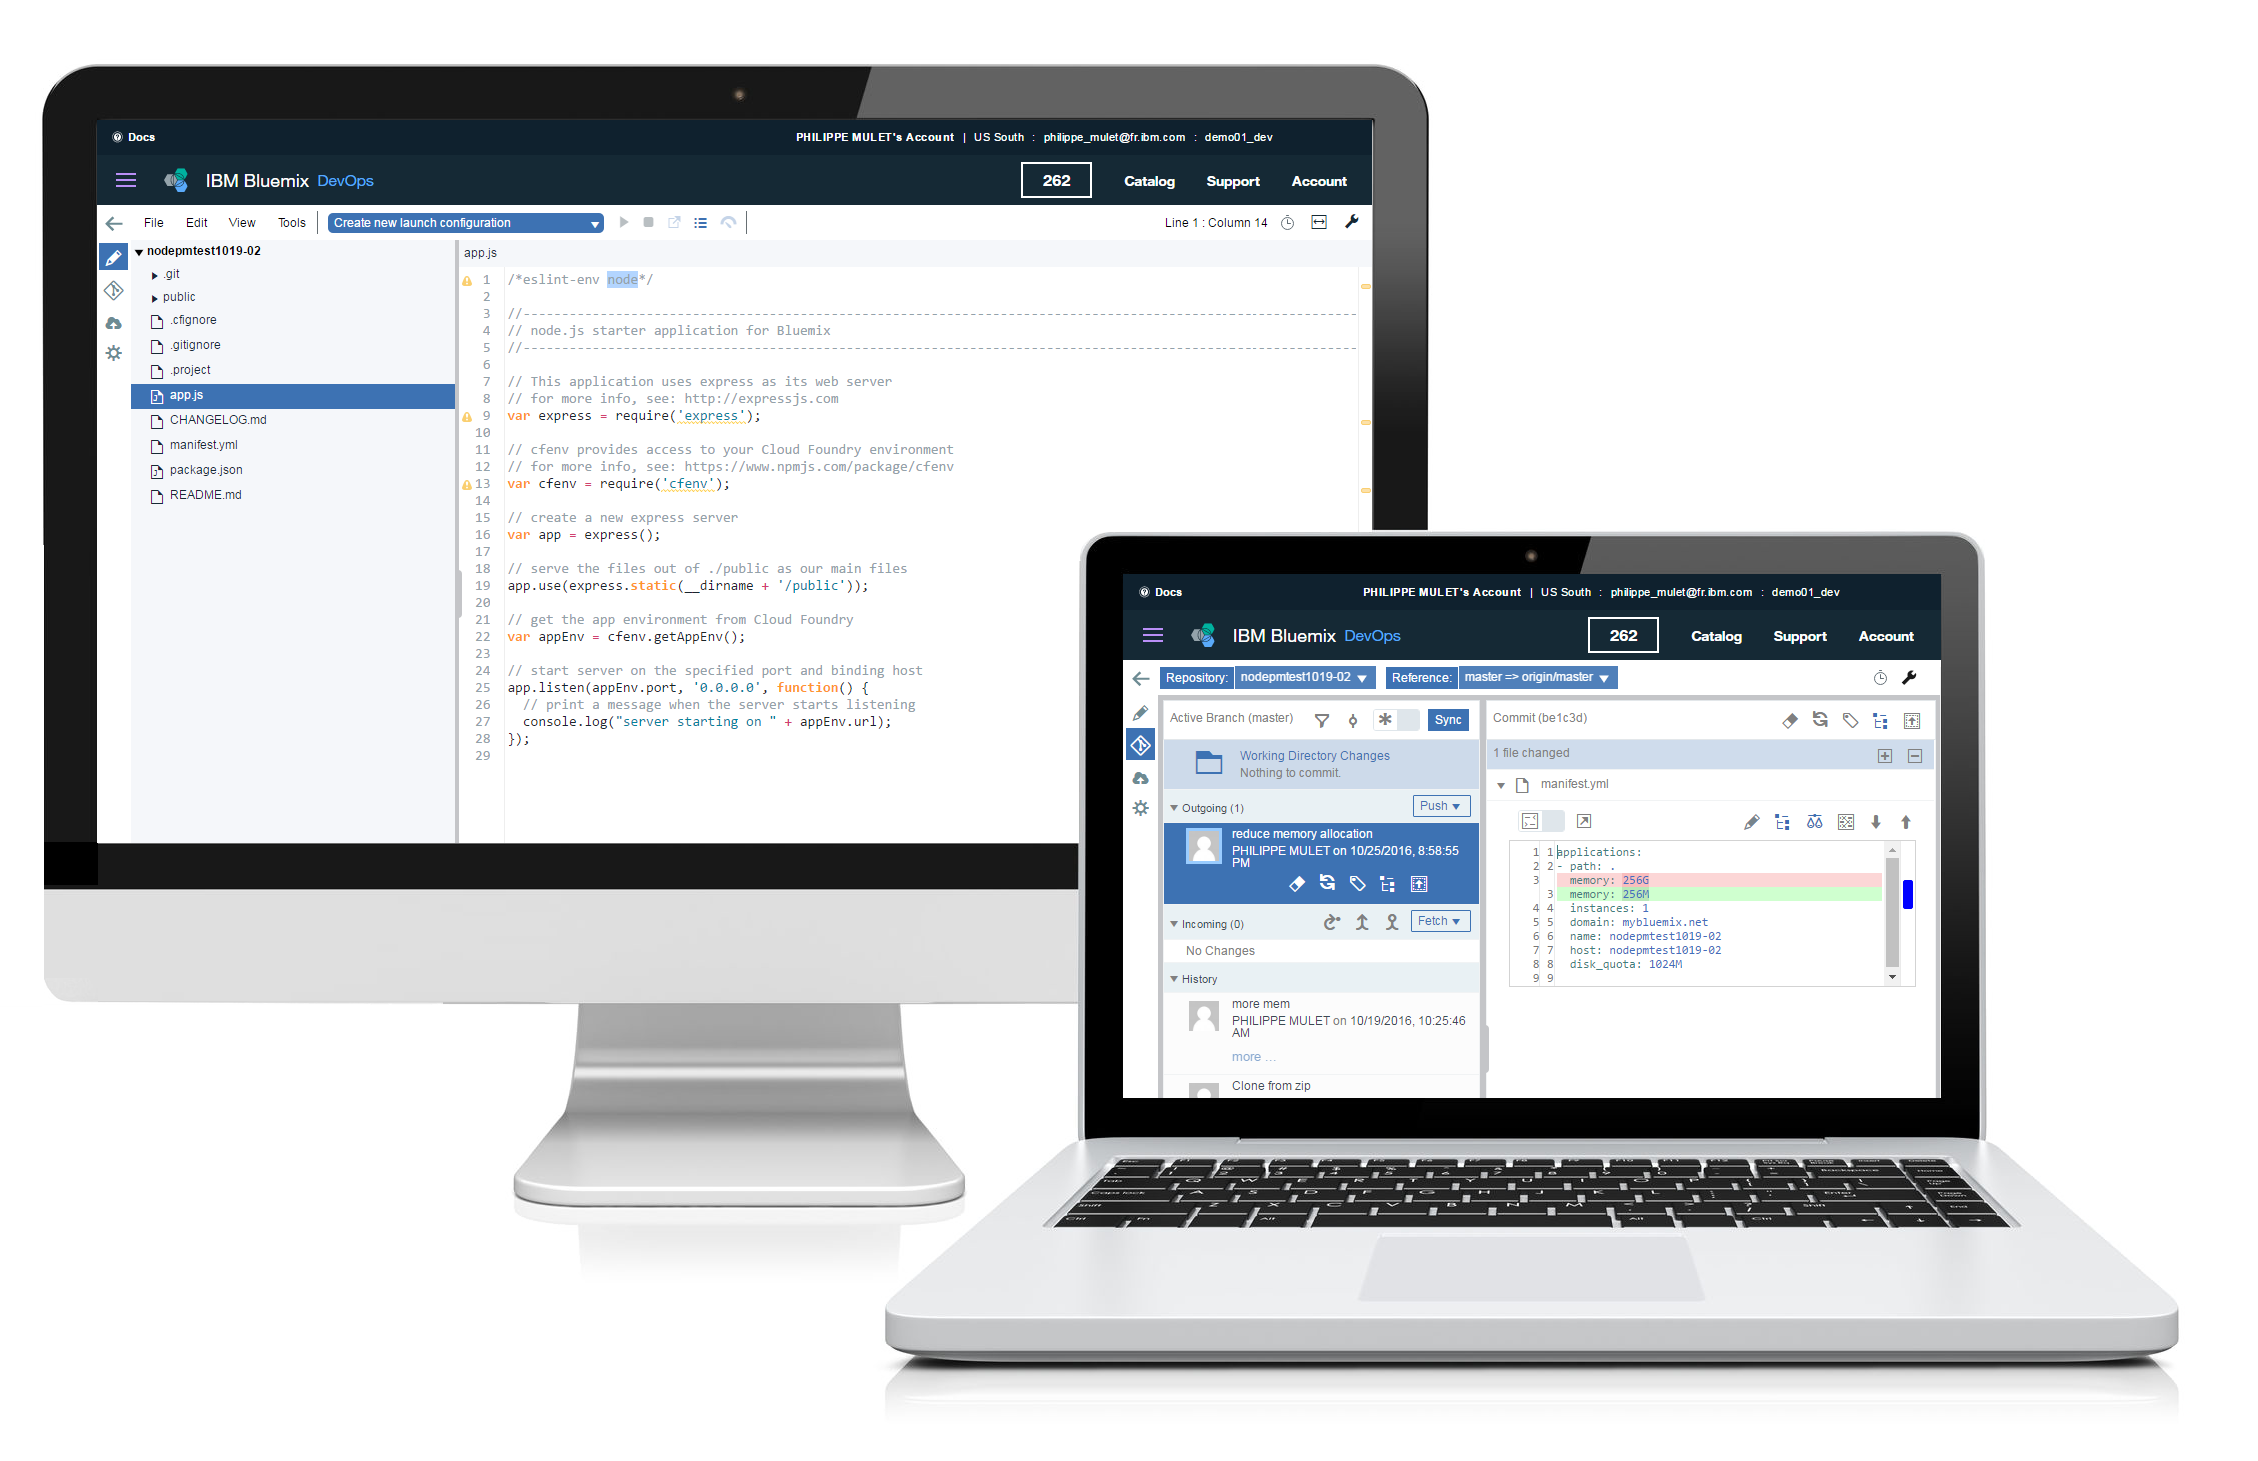 Docs
PHILIPPE MULET's Account | US South : philippe_mulet@fr.ibm.com : demo01_dev
IBM Bluemix DevOps
262 Catalog Support Account
File Edit View Tools Create new launch configuration
Line 1 : Column 14
nodepmtest1019-02
.git
public
.cfignore
.gitignore
.project
app.js
CHANGELOG.md
manifest.yml
package.json
README.md
app.js
1 /*eslint-env node*/
2
3 //------------------------------------------------------------------------------------------------------------
4 // node.js starter application for Bluemix
5 //------------------------------------------------------------------------------------------------------------
6
7 // This application uses express as its web server
8 // for more info, see: http://expressjs.com
9 var express = require('express');
10
11 // cfenv provides access to your Cloud Foundry environment
12 // for more info, see: https://www.npmjs.com/package/cfenv
13 var cfenv = require('cfenv');
14
15 // create a new express server
16 var app = express();
17
18 // serve the files out of ./public as our main files
19 app.use(express.static(__dirname + '/public'));
20
21 // get the app environment from Cloud Foundry
22 var appEnv = cfenv.getAppEnv();
23
24 // start server on the specified port and binding host
25 app.listen(appEnv.port, '0.0.0.0', function() {
26 // print a message when the server starts listening
27 console.log("server starting on " + appEnv.url);
28 });
29
Docs
PHILIPPE MULET's Account | US South : philippe_mulet@fr.ibm.com : demo01_dev
IBM Bluemix DevOps
262 Catalog Support Account
Repository: nodepmtest1019-02 Reference: master => origin/master
Active Branch (master)
Sync
Working Directory Changes
Nothing to commit.
Outgoing (1)
Push
reduce memory allocation
PHILIPPE MULET on 10/25/2016, 8:58:55
PM
Incoming (0)
Fetch
No Changes
History
more mem
PHILIPPE MULET on 10/19/2016, 10:25:46
AM
more ...
Clone from zip
Commit (be1c3d)
1 file changed
manifest.yml
1 1 applications:
2 2 - path: .
3 memory: 256G
3 memory: 256M
4 4 instances: 1
5 5 domain: mybluemix.net
6 6 name: nodepmtest1019-02
7 7 host: nodepmtest1019-02
8 8 disk_quota: 1024M
9 9
Tab Q W E R T Y U I O P
Caps lock A S D F G H J K L Enter
Shift Z X C V B N M Shift
Ctrl Fn Alt Alt Ctrl
Backspace
Home
End